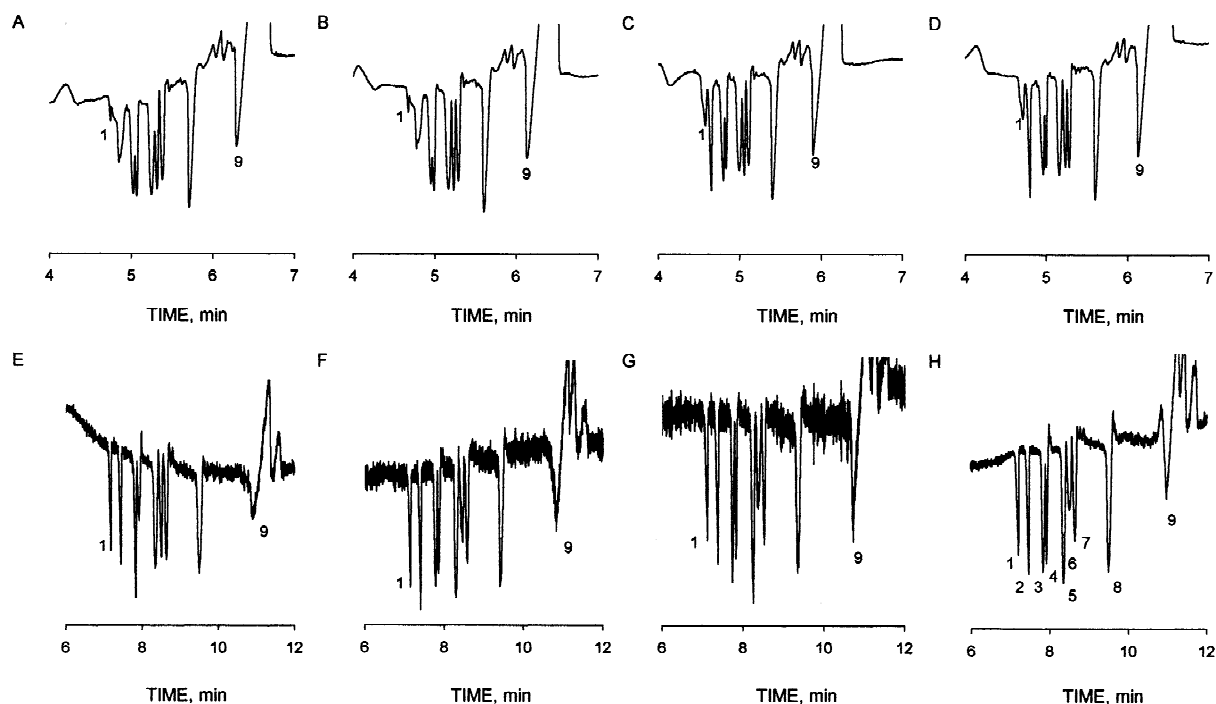 A B C D
1 9 1 9 1 9 1 9
4 5 6 7 4 5 6 7 4 5 6 7 4 5 6 7
TIME, min TIME, min TIME, min TIME, min
E F G H
1 9 1 9 1 9 1 2 3 4 5 6 7 8 9
6 8 10 12 6 8 10 12 6 8 10 12 6 8 10 12
TIME, min TIME, min TIME, min TIME, min